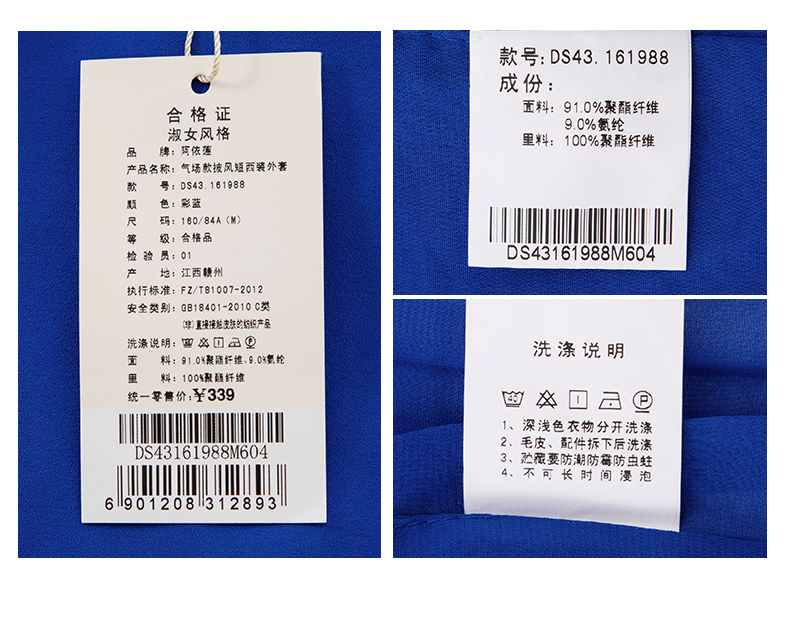 合格证
淑女风格
品 牌：阿依莲
产品名称：气场款披风短西装外套
款 号：DS43.161988
颜 色：彩蓝
尺 码：160/84A（M）
等 级：合格品
检 验 员：01
产 地：江西赣州
执行标准：FZ/T81007-2012
安全类别：GB18401-2010 C类
(非)直接接触皮肤的纺织产品
洗涤说明：
面 料：91.0%聚酯纤维、9.0%氨纶
里 料：100%聚酯纤维
统一零售价：¥339
DS43161988M604
6 901208 312893
款号：DS43.161988
成份：
面料：91.0%聚酯纤维
9.0%氨纶
里料：100%聚酯纤维
DS43161988M604
洗涤说明
40 P
1、深浅色衣物分开洗涤
2、毛皮、配件拆下后洗涤
3、贮藏要防潮防霉防虫蛀
4、不可长时间浸泡